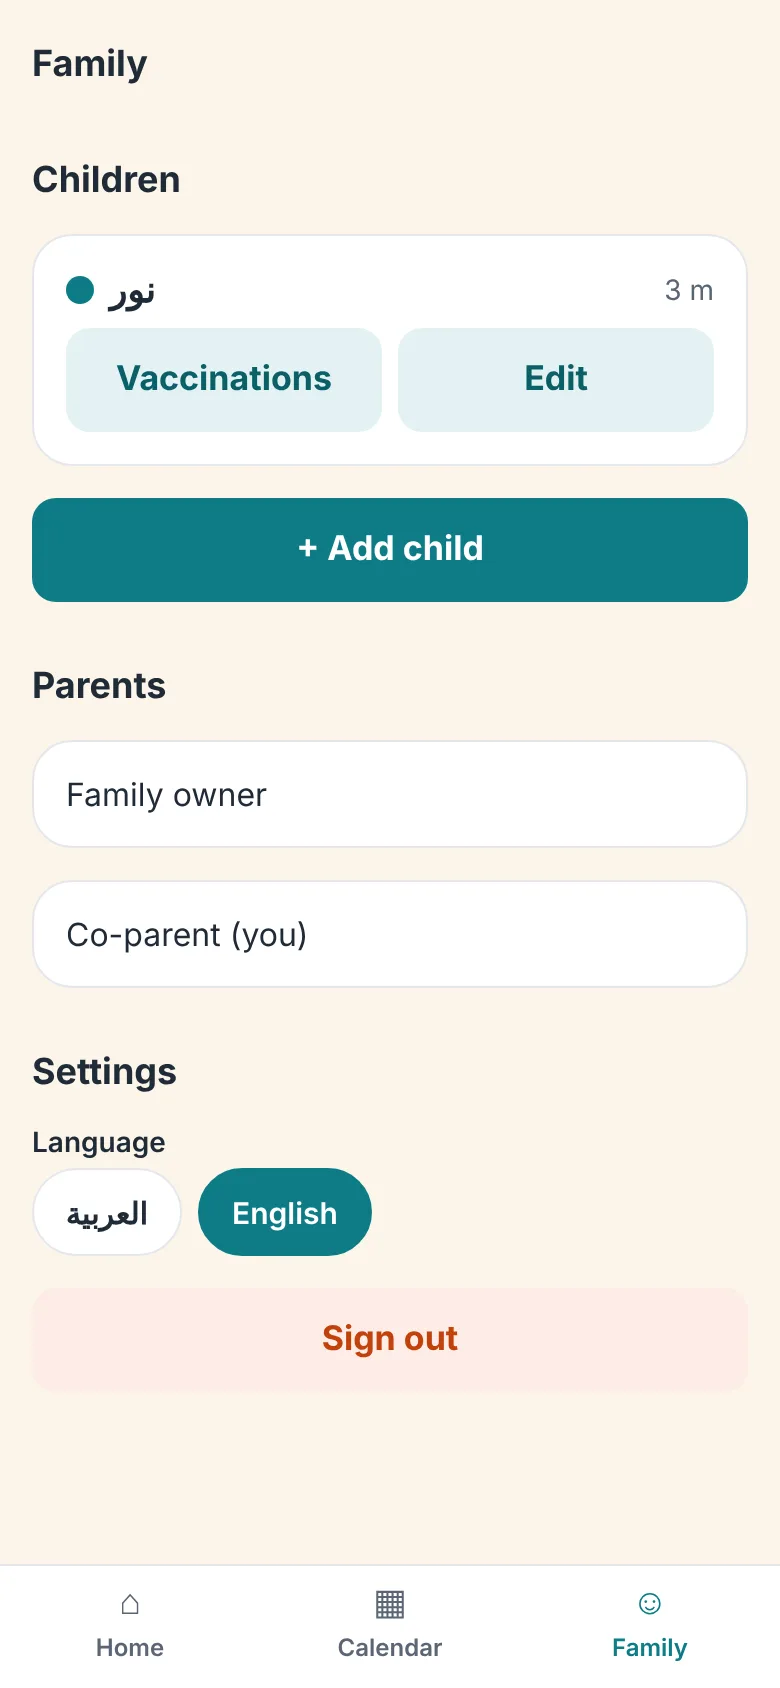 Family
Children
نور
3 m
Vaccinations
Edit
+ Add child
Parents
Family owner
Co-parent (you)
Settings
Language
العربية
English
Sign out
Home
Calendar
Family